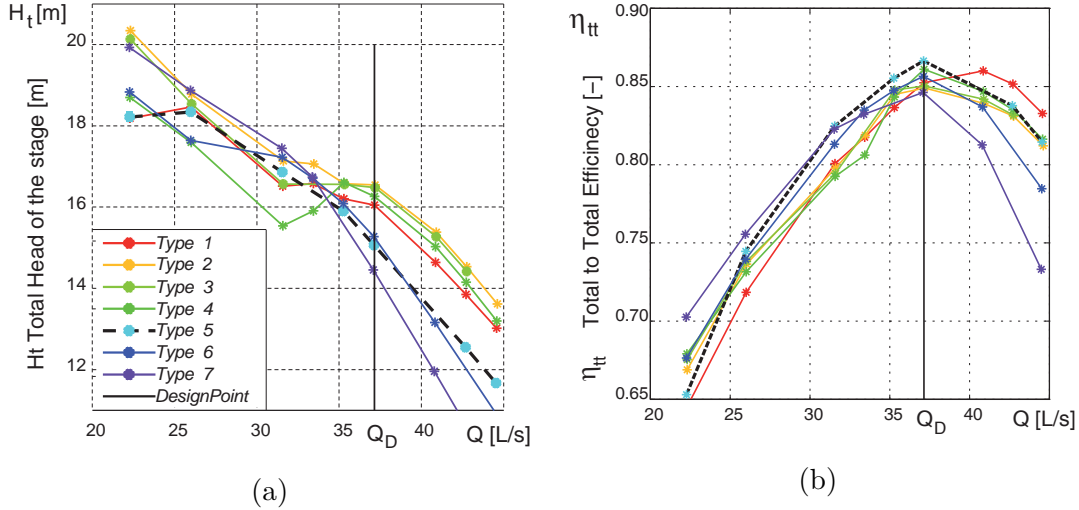 H_t [m]
Ht Total Head of the stage [m]
20
18
16
14
12
Type 1
Type 2
Type 3
Type 4
Type 5
Type 6
Type 7
DesignPoint
20
25
30
35
Q_D
40
Q [L/s]
(a)
η_tt
η_tt Total to Total Efficinecy [–]
0.90
0.85
0.80
0.75
0.70
0.65
20
25
30
35
Q_D
40
Q [L/s]
(b)